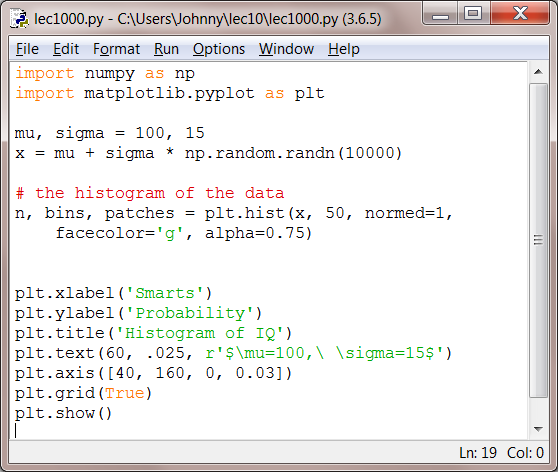 lec1000.py - C:\Users\Johnny\lec10\lec1000.py (3.6.5)
File Edit Format Run Options Window Help
import numpy as np
import matplotlib.pyplot as plt
mu, sigma = 100, 15
x = mu + sigma * np.random.randn(10000)
# the histogram of the data
n, bins, patches = plt.hist(x, 50, normed=1,
    facecolor='g', alpha=0.75)
plt.xlabel('Smarts')
plt.ylabel('Probability')
plt.title('Histogram of IQ')
plt.text(60, .025, r'$\mu=100,\ \sigma=15$')
plt.axis([40, 160, 0, 0.03])
plt.grid(True)
plt.show()
Ln: 19 Col: 0